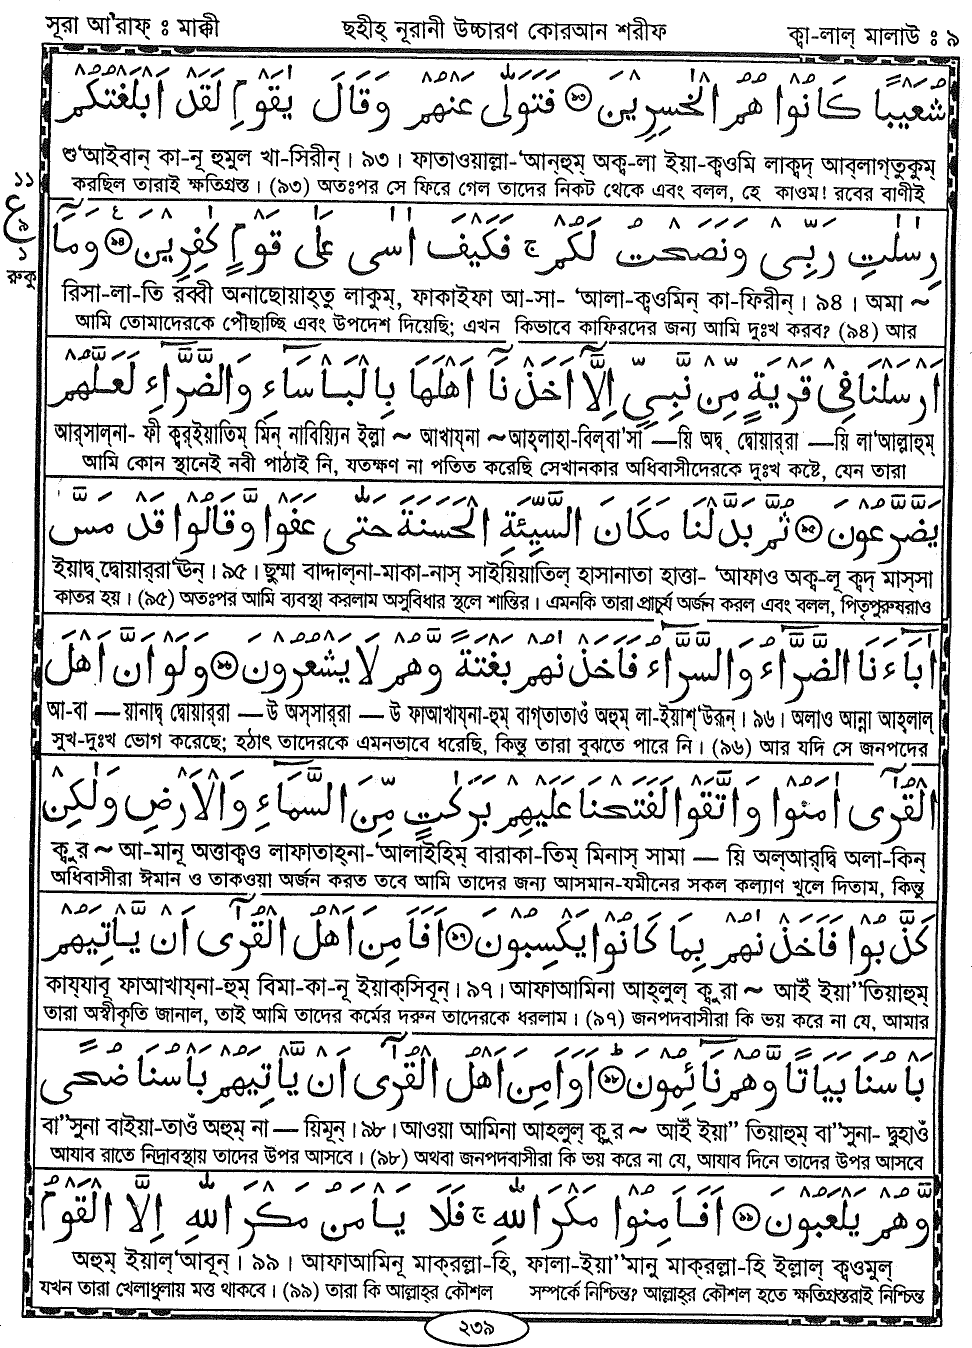 সূরা আ'রাফ্ : মাক্কী
ছহীহ্ নূরানী উচ্চারণ কোরআন শরীফ
ক্বা-লাল্ মালাউ : ৯
شُعَيْبًا كَانُوْا هُمُ الْخٰسِرِيْنَ ﴿٩٣﴾ فَتَوَلّٰى عَنْهُمْ وَقَالَ يٰقَوْمِ لَقَدْ اَبْلَغْتُكُمْ
শু'আইবান্ কা-নূ হুমুল খা-সিরীন্। ৯৩। ফাতাওয়াল্লা-'আন্‌হুম্ অক্ব-লা ইয়া-ক্বওমি লাক্বদ্ আব্‌লাগ্‌তুকুম্
করছিল তারাই ক্ষতিগ্রস্ত। (৯৩) অতঃপর সে ফিরে গেল তাদের নিকট থেকে এবং বলল, হে কাওম! রবের বাণীই
১১
ع
৯
১
রুকু
رِسٰلٰتِ رَبِّىْ وَنَصَحْتُ لَكُمْ ج فَكَيْفَ اٰسٰى عَلٰى قَوْمٍ كٰفِرِيْنَ ﴿٩٤﴾ وَمَآ
রিসা-লা-তি রব্বী অনাছোয়াহ্‌তু লাকুম্, ফাকাইফা আ-সা- 'আলা-ক্বওমিন্ কা-ফিরীন্। ৯৪। অমা ~
আমি তোমাদেরকে পৌছাচ্ছি এবং উপদেশ দিয়েছি; এখন কিভাবে কাফিরদের জন্য আমি দুঃখ করব? (৯৪) আর
اَرْسَلْنَا فِىْ قَرْيَةٍ مِّنْ نَّبِىٍّ اِلَّآ اَخَذْنَآ اَهْلَهَا بِالْبَاْسَآءِ وَالضَّرَّآءِ لَعَلَّهُمْ
আর্‌সাল্‌না- ফী ক্বর্‌ইয়াতিম্ মিন্ নাবিয়্যিন ইল্লা ~ আখায্‌না ~আহ্‌লাহা-বিল্‌বা'সা —য়ি অদ্ব্ দ্বোয়ার্‌রা —য়ি লা'আল্লাহুম্
আমি কোন স্থানেই নবী পাঠাই নি, যতক্ষণ না পতিত করেছি সেখানকার অধিবাসীদেরকে দুঃখ কষ্টে, যেন তারা
يَضَّرَّعُوْنَ ﴿٩٥﴾ ثُمَّ بَدَّلْنَا مَكَانَ السَّيِّئَةِ الْحَسَنَةَ حَتّٰى عَفَوْا وَّقَالُوْا قَدْ مَسَّ
ইয়াদ্ব্ দ্বোয়ার্‌রা'ঊন্। ৯৫। ছুম্মা বাদ্দাল্‌না-মাকা-নাস্ সাইয়িয়াতিল্ হাসানাতা হাত্তা- 'আফাও অক্ব-লূ ক্বদ্ মাস্‌সা
কাতর হয়। (৯৫) অতঃপর আমি ব্যবস্থা করলাম অসুবিধার স্থলে শান্তির। এমনকি তারা প্রাচুর্য অর্জন করল এবং বলল, পিতৃপুরুষরাও
اٰبَآءَنَا الضَّرَّآءُ وَالسَّرَّآءُ فَاَخَذْنٰهُمْ بَغْتَةً وَّهُمْ لَا يَشْعُرُوْنَ ﴿٩٦﴾ وَلَوْ اَنَّ اَهْلَ
আ-বা — য়ানাদ্ব্ দ্বোয়ার্‌রা — উ অস্‌সার্‌রা — উ ফাআখায্‌না-হুম্ বাগ্‌তাতাওঁ অহুম্ লা-ইয়াশ্‌'উরূন্। ৯৬। অলাও আন্না আহ্‌লাল্
সুখ-দুঃখ ভোগ করেছে; হঠাৎ তাদেরকে এমনভাবে ধরেছি, কিন্তু তারা বুঝতে পারে নি। (৯৬) আর যদি সে জনপদের
الْقُرٰٓى اٰمَنُوْا وَاتَّقَوْا لَفَتَحْنَا عَلَيْهِمْ بَرَكٰتٍ مِّنَ السَّمَآءِ وَالْاَرْضِ وَلٰكِنْ
ক্বুর ~ আ-মানূ অত্তাক্বও লাফাতাহ্‌না-'আলাইহিম্ বারাকা-তিম্ মিনাস্ সামা — য়ি অল্‌আর্‌দ্বি অলা-কিন্
অধিবাসীরা ঈমান ও তাকওয়া অর্জন করত তবে আমি তাদের জন্য আসমান-যমীনের সকল কল্যাণ খুলে দিতাম, কিন্তু
كَذَّبُوْا فَاَخَذْنٰهُمْ بِمَا كَانُوْا يَكْسِبُوْنَ ﴿٩٧﴾ اَفَاَمِنَ اَهْلُ الْقُرٰٓى اَنْ يَّاْتِيَهُمْ
কায্‌যাবূ ফাআখায্‌না-হুম্ বিমা-কা-নূ ইয়াক্‌সিবূন্। ৯৭। আফাআমিনা আহ্‌লুল্ ক্বুরা ~ আইঁ ইয়া''তিয়াহুম্
তারা অস্বীকৃতি জানাল, তাই আমি তাদের কর্মের দরুন তাদেরকে ধরলাম। (৯৭) জনপদবাসীরা কি ভয় করে না যে, আমার
بَاْسُنَا بَيَاتًا وَّهُمْ نَآئِمُوْنَ ﴿٩٨﴾ اَوَاَمِنَ اَهْلُ الْقُرٰٓى اَنْ يَّاْتِيَهُمْ بَاْسُنَا ضُحًى
বা''সুনা বাইয়া-তাওঁ অহুম্ না — য়িমূন্। ৯৮। আওয়া আমিনা আহ্‌লুল্ ক্বুর ~ আইঁ ইয়া'' তিয়াহুম্ বা''সুনা- দ্বুহাওঁ
আযাব রাতে নিদ্রাবস্থায় তাদের উপর আসবে। (৯৮) অথবা জনপদবাসীরা কি ভয় করে না যে, আযাব দিনে তাদের উপর আসবে
وَّهُمْ يَلْعَبُوْنَ ﴿٩٩﴾ اَفَاَمِنُوْا مَكْرَ اللّٰهِ ج فَلَا يَاْمَنُ مَكْرَ اللّٰهِ اِلَّا الْقَوْمُ
অহুম্ ইয়াল্'আবূন্। ৯৯। আফাআমিনূ মাক্‌রল্লা-হি, ফালা-ইয়া''মানু মাক্‌রল্লা-হি ইল্লাল্ ক্বওমুল্
যখন তারা খেলাধুলায় মত্ত থাকবে। (৯৯) তারা কি আল্লাহ্‌র কৌশল সম্পর্কে নিশ্চিন্ত? আল্লাহ্‌র কৌশল হতে ক্ষতিগ্রস্তরাই নিশ্চিন্ত
২৩৯